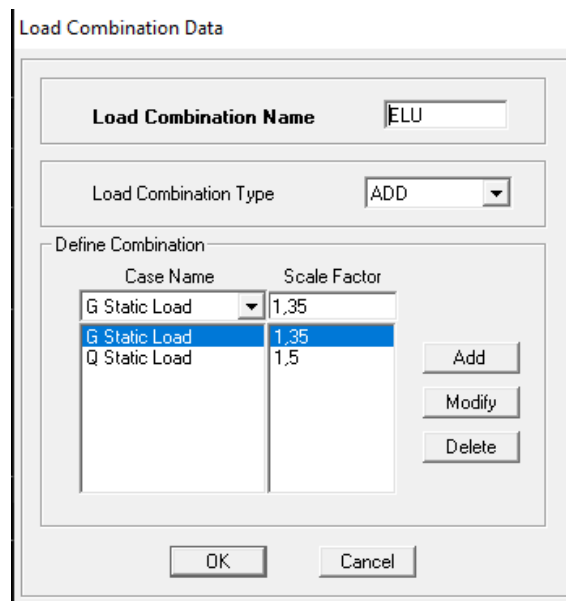 Load Combination Data
Load Combination Name ELU
Load Combination Type ADD
Define Combination
Case Name Scale Factor
G Static Load 1,35
G Static Load 1,35
Q Static Load 1,5
Add
Modify
Delete
OK Cancel